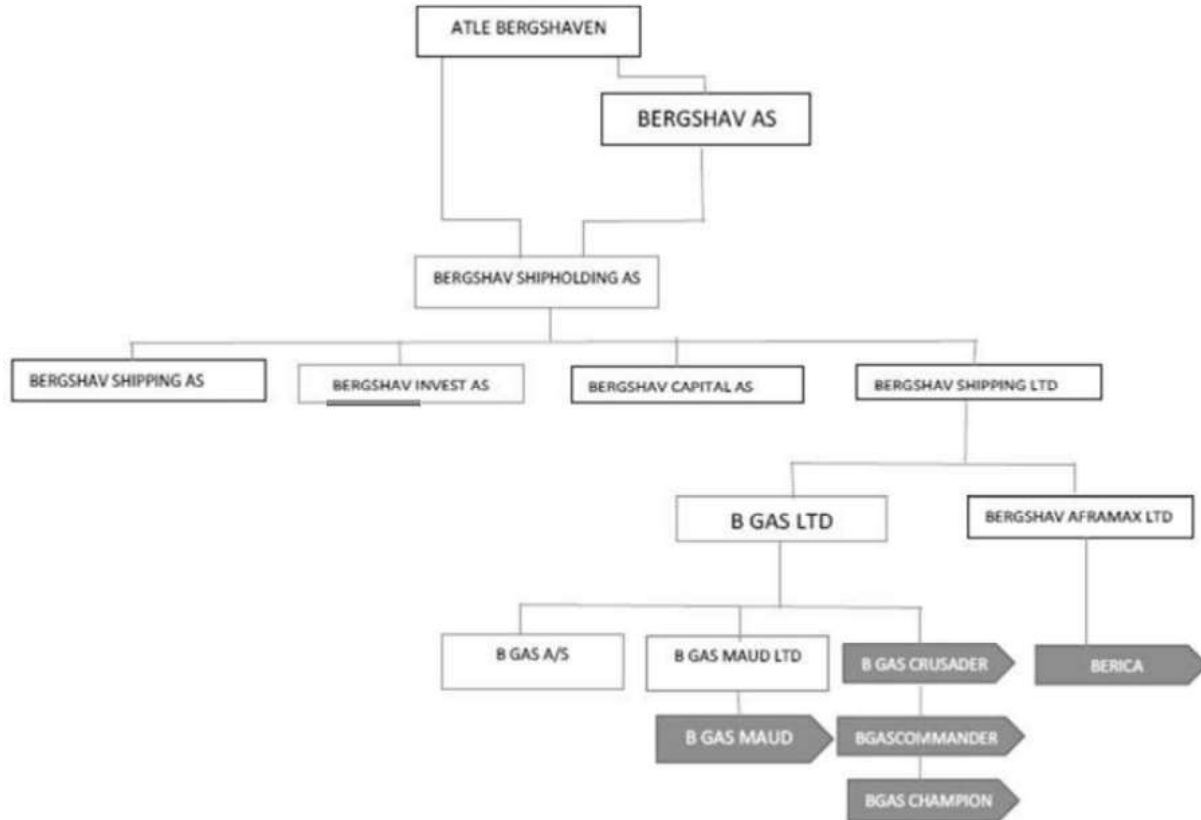 ATLE BERGSHAVEN
BERGSHAV AS
BERGSHAV SHIPHOLDING AS
BERGSHAV SHIPPING AS
BERGSHAV INVEST AS
BERGSHAV CAPITAL AS
BERGSHAV SHIPPING LTD
B GAS LTD
BERGSHAV AFRAMAX LTD
B GAS A/S
B GAS MAUD LTD
B GAS CRUSADER
BERICA
B GAS MAUD
BGASCOMMANDER
BGAS CHAMPION